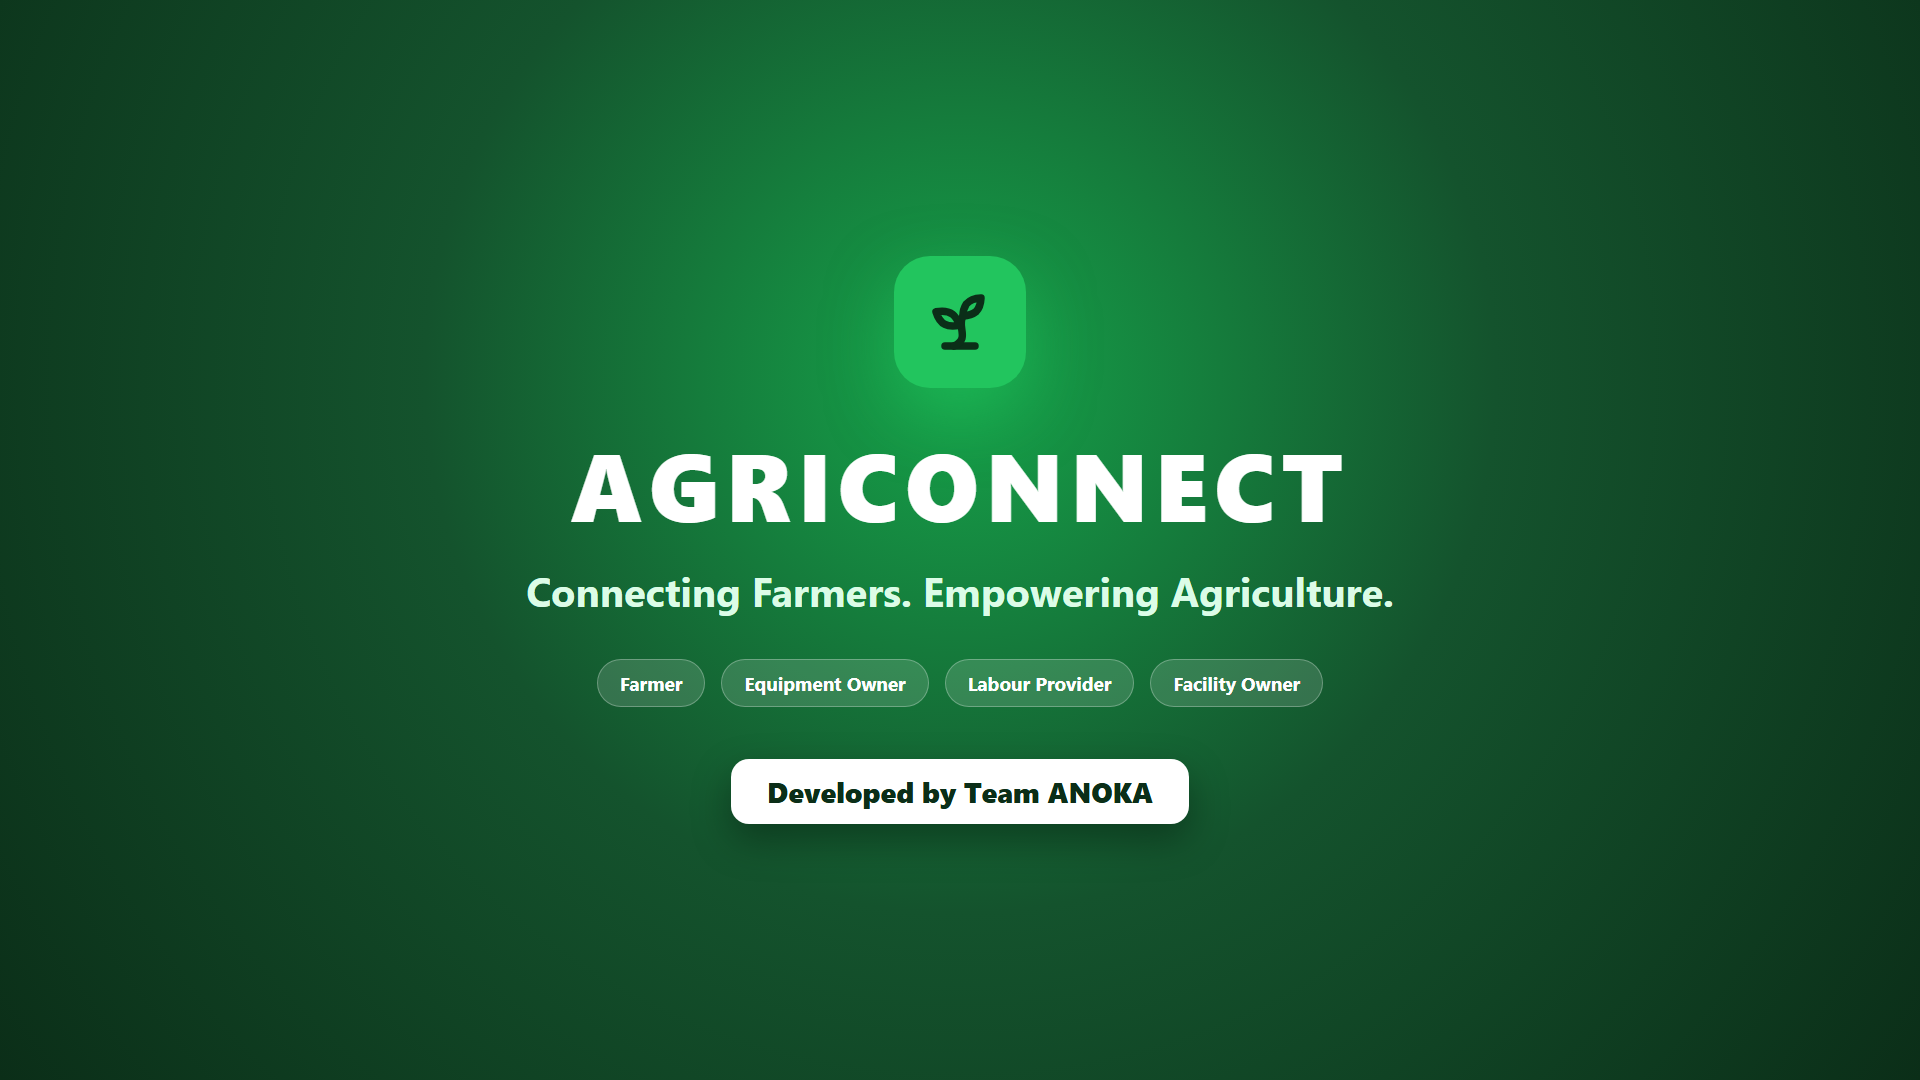 AGRICONNECT
Connecting Farmers. Empowering Agriculture.
Farmer Equipment Owner Labour Provider Facility Owner
Developed by Team ANOKA